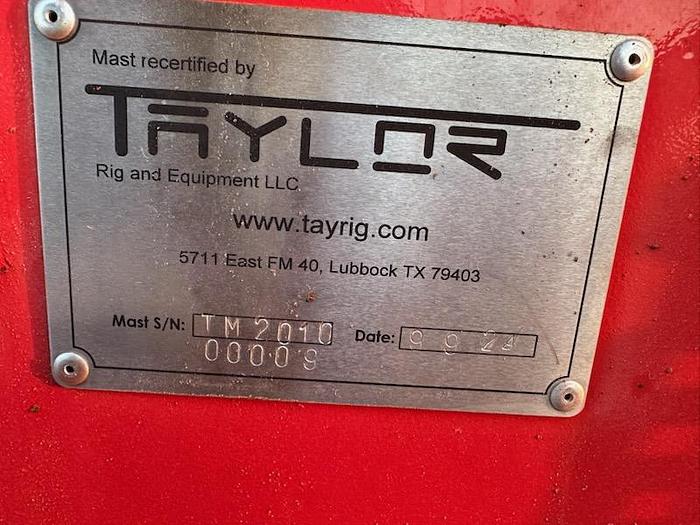 Mast recertified by
TAYLOR
Rig and Equipment LLC
www.tayrig.com
5711 East FM 40, Lubbock TX 79403
Mast S/N: TM2010 Date: 9 9 24
00009